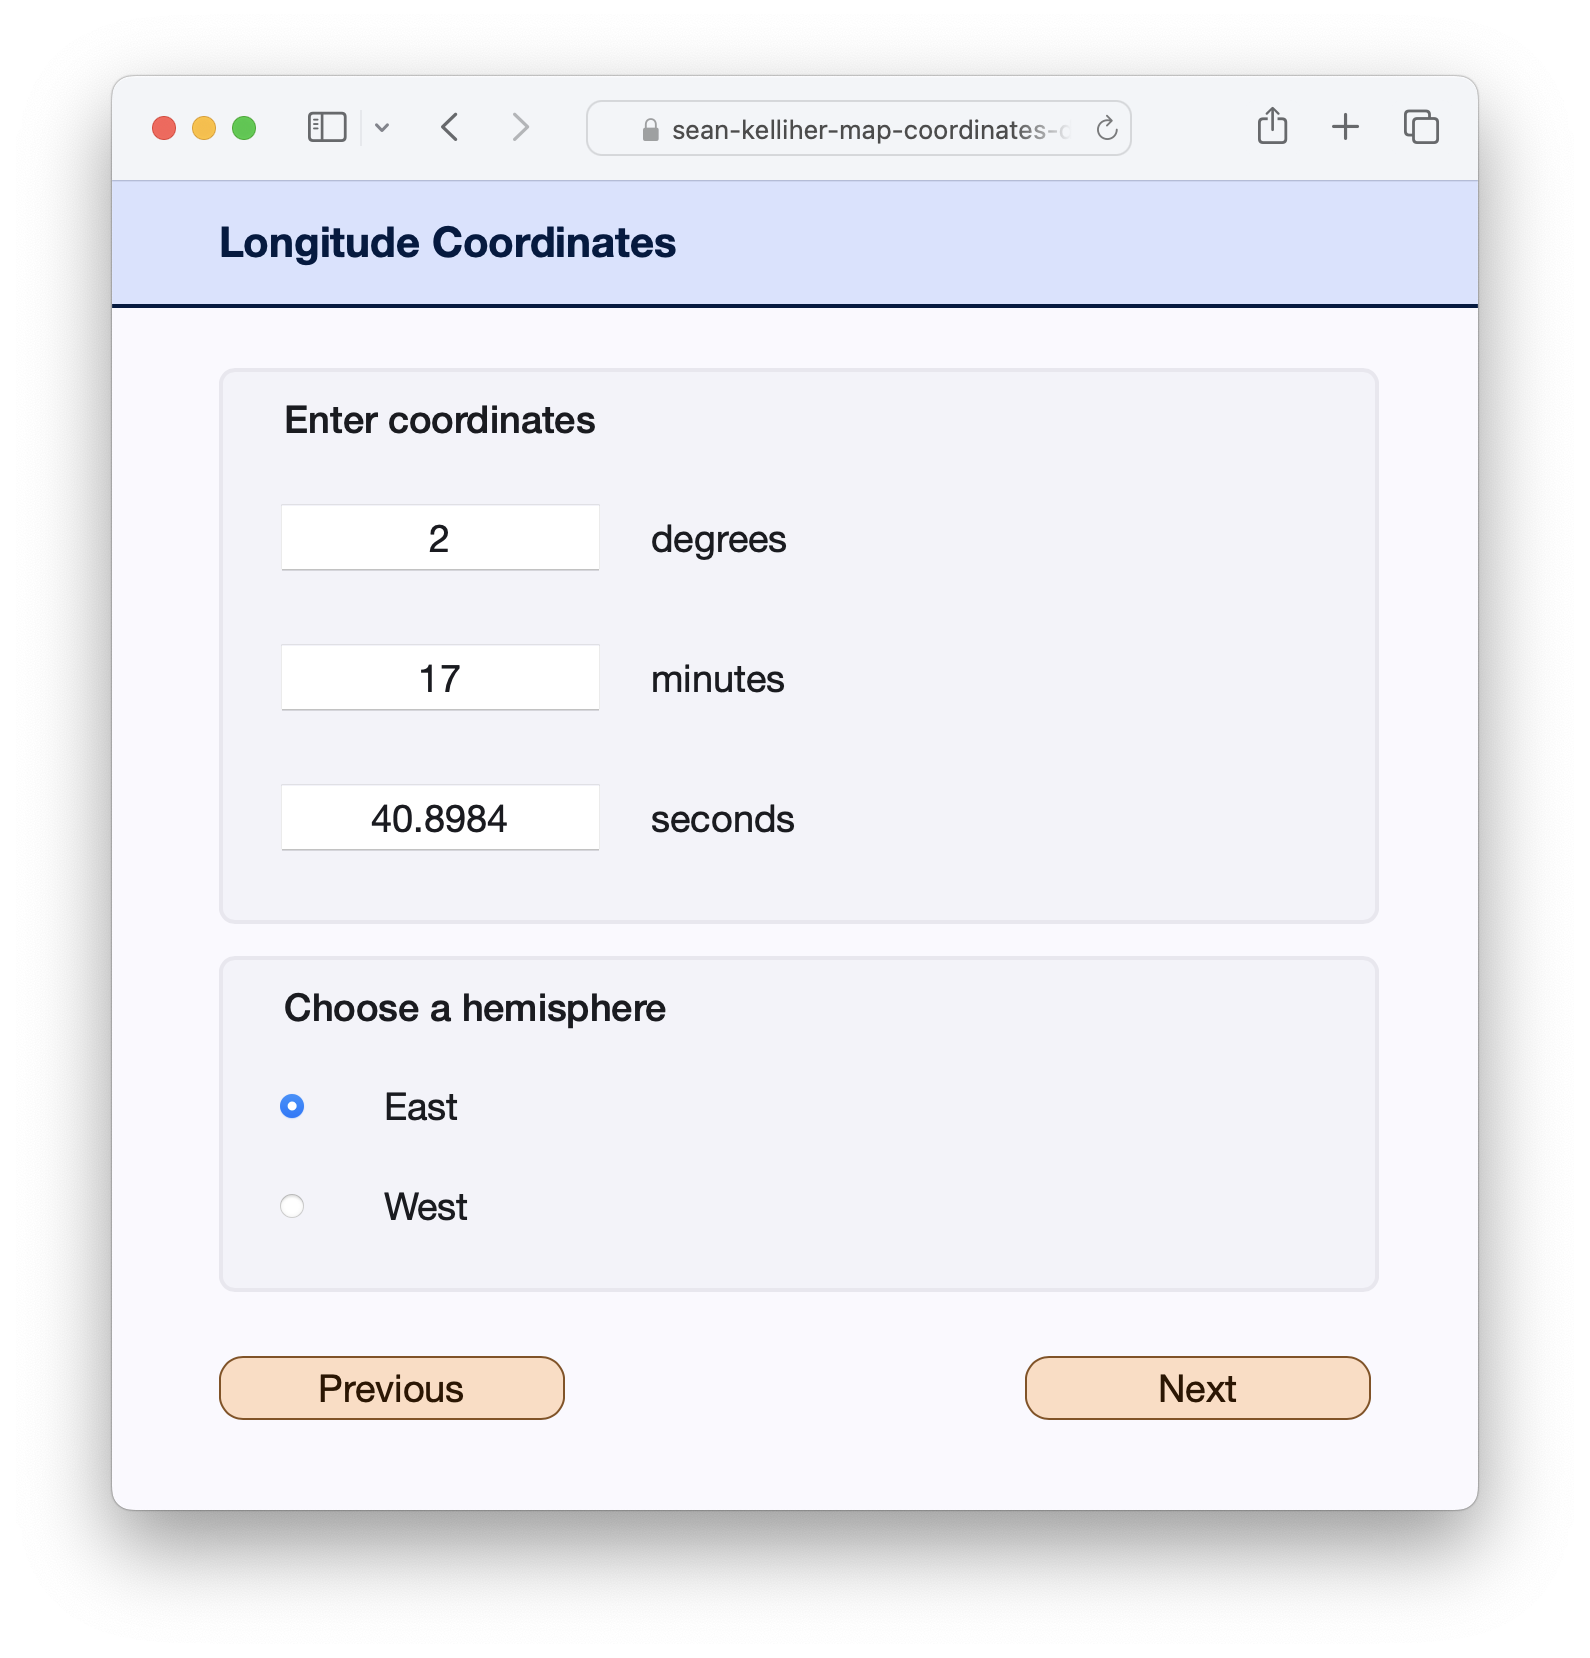 sean-kelliher-map-coordinates-
Longitude Coordinates
Enter coordinates
2 degrees
17 minutes
40.8984 seconds
Choose a hemisphere
East
West
Previous Next